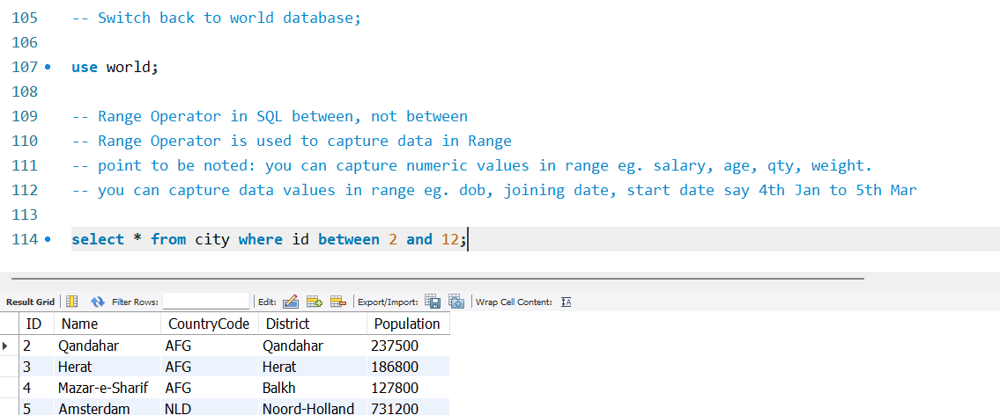 105 -- Switch back to world database;
106
107 use world;
108
109 -- Range Operator in SQL between, not between
110 -- Range Operator is used to capture data in Range
111 -- point to be noted: you can capture numeric values in range eg. salary, age, qty, weight.
112 -- you can capture data values in range eg. dob, joining date, start date say 4th Jan to 5th Mar
113
114 select * from city where id between 2 and 12;
Result Grid Filter Rows: Edit: Export/Import: Wrap Cell Content: IA
ID Name CountryCode District Population
2 Qandahar AFG Qandahar 237500
3 Herat AFG Herat 186800
4 Mazar-e-Sharif AFG Balkh 127800
5 Amsterdam NLD Noord-Holland 731200